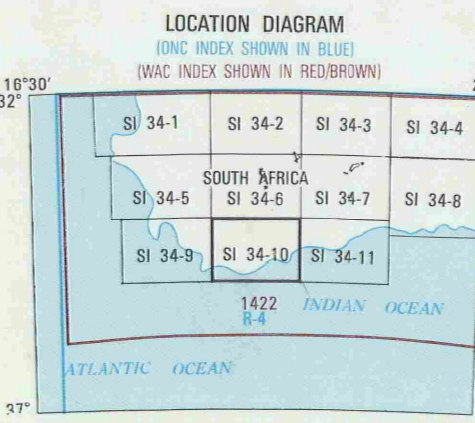 LOCATION DIAGRAM
(ONC INDEX SHOWN IN BLUE)
(WAC INDEX SHOWN IN RED/BROWN)
16°30'
32°
SI 34-1 SI 34-2 SI 34-3 SI 34-4
SOUTH AFRICA
SI 34-5 SI 34-6 SI 34-7 SI 34-8
SI 34-9 SI 34-10 SI 34-11
1422 INDIAN OCEAN
R-4
ATLANTIC OCEAN
37°